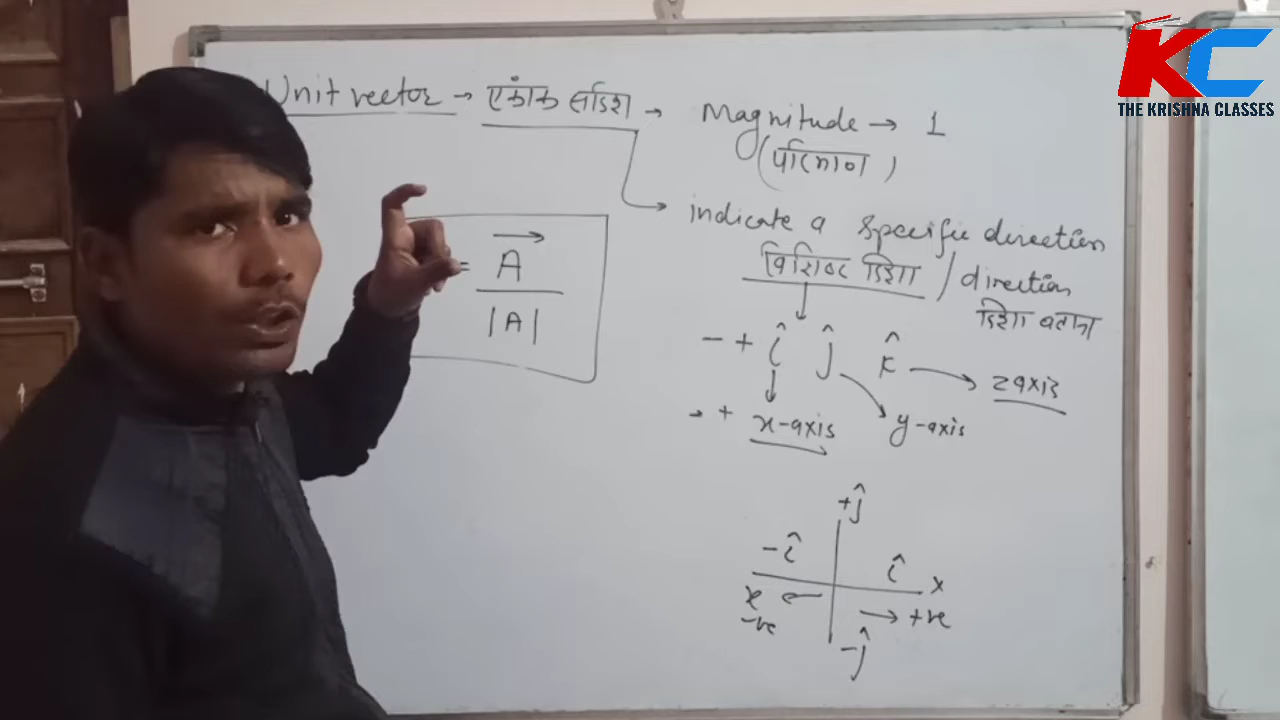 KC
THE KRISHNA CLASSES
Unit vector → एकांक सदिश → Magnitude → 1
(परिमाण)
→ indicate a specific direction
विशिष्ट दिशा / direction
दिशा बताना
= A⃗ / |A|
- + î ĵ k̂ → z axis
→ + x-axis y-axis
+ĵ
-î î x
x ← → +ve
-ve
-ĵ